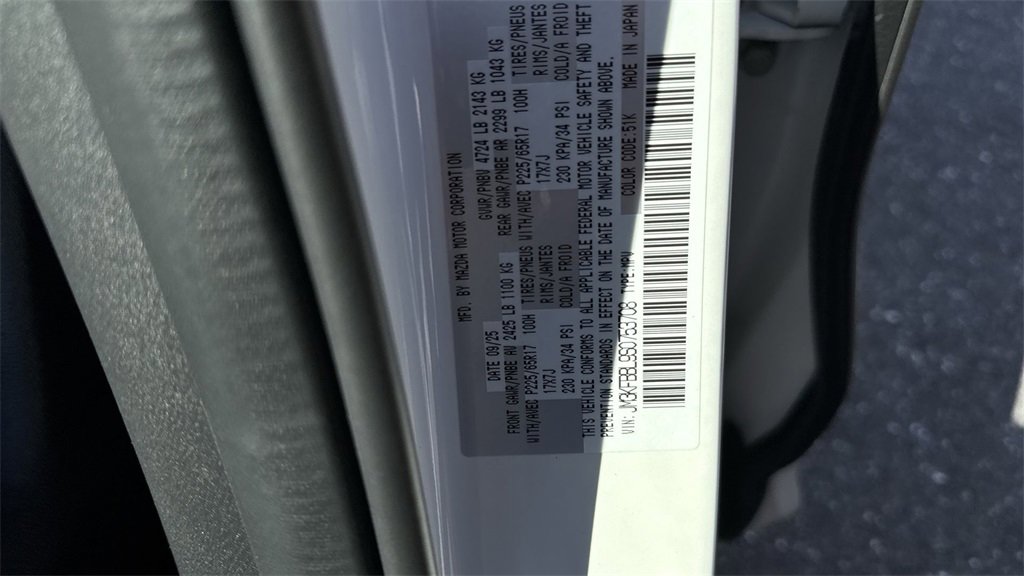 MFD. BY MAZDA MOTOR CORPORATION
DATE 09/25 GVWR/PNBV 4724 LB 2143 KG
FRONT GAWR/PNBE AV 2425 LB 1100 KG REAR GAWR/PNBE AR 2299 LB 1043 KG
WITH/AVEC P225/65R17 100H TIRES/PNEUS WITH/AVEC P225/65R17 100H TIRES/PNEUS
17X7J RIMS/JANTES 17X7J RIMS/JANTES
230 KPA/34 PSI COLD/A FROID 230 KPA/34 PSI COLD/A FROID
THIS VEHICLE CONFORMS TO ALL APPLICABLE FEDERAL MOTOR VEHICLE SAFETY AND THEFT
PREVENTION STANDARDS IN EFFECT ON THE DATE OF MANUFACTURE SHOWN ABOVE.
VIN: TYPE:MPV COLOR CODE:51K MADE IN JAPAN